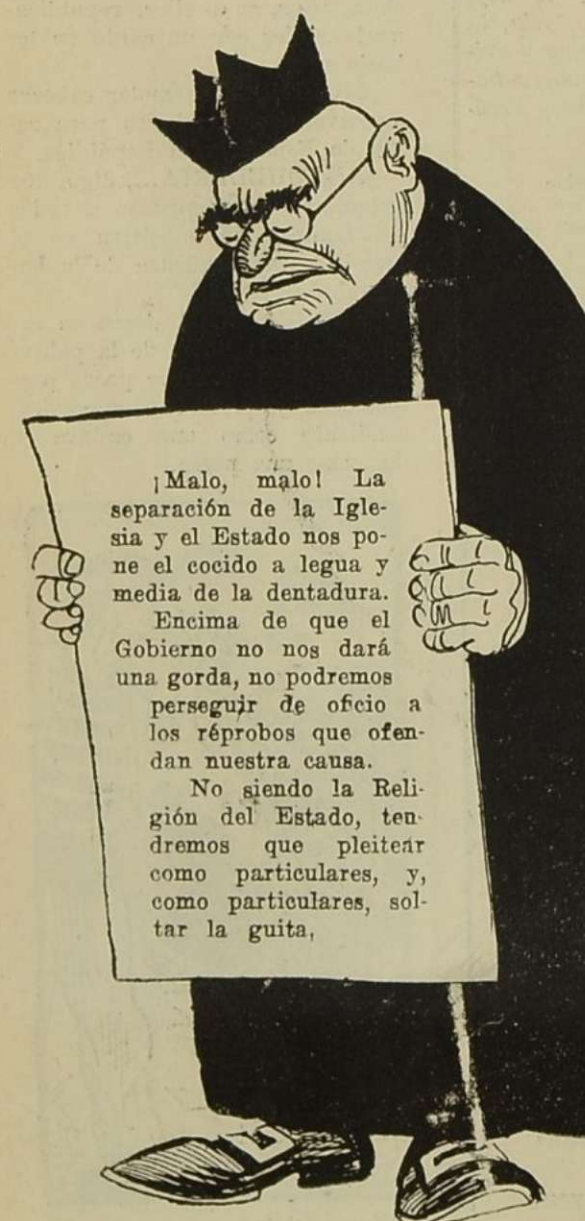 ¡Malo, malo! La
separación de la Igle-
sia y el Estado nos po-
ne el cocido a legua y
media de la dentadura.
Encima de que el
Gobierno no nos dará
una gorda, no podremos
perseguir de oficio a
los réprobos que ofen-
dan nuestra causa.
No siendo la Reli-
gión del Estado, ten-
dremos que pleitear
como particulares, y,
como particulares, sol-
tar la guita,